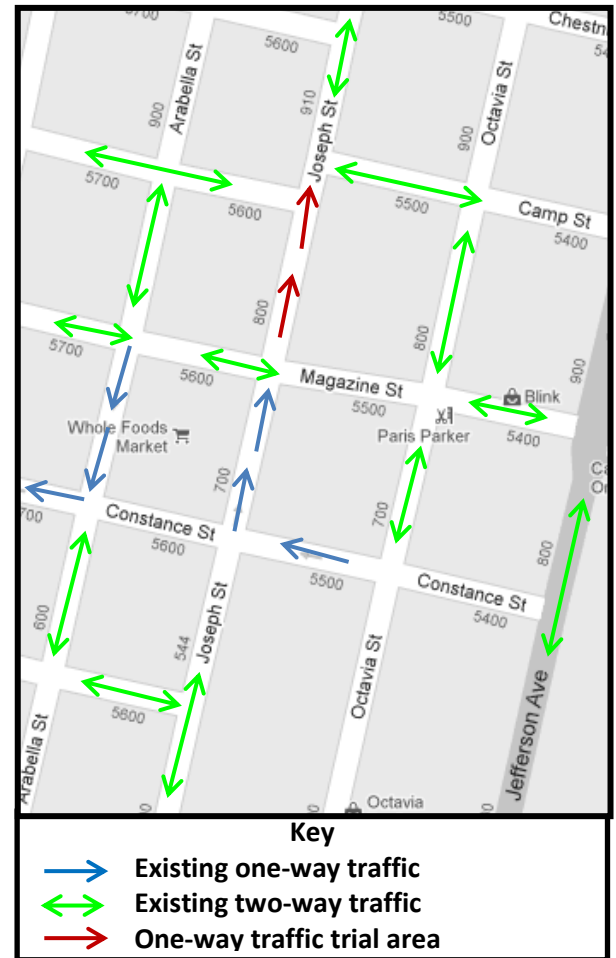 5500
Chestn
5600
54
Arabella St
900
Joseph St
910
Octavia St
900
5700
5600
5500
Camp St
5400
800
800
900
5700
5600
Magazine St
5500
Blink
5400
Whole Foods
Market
Paris Parker
Ca
700
700
700
Constance St
5600
5500
Constance St
5400
800
600
544
Joseph St
Octavia St
Jefferson Ave
5600
Arabella St
Octavia
Key
Existing one-way traffic
Existing two-way traffic
One-way traffic trial area